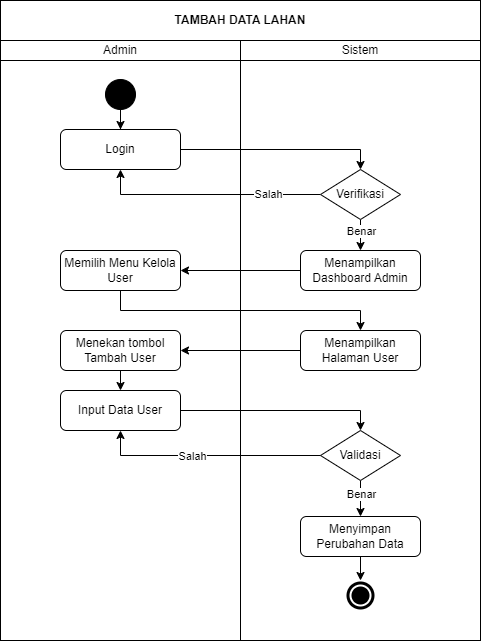 TAMBAH DATA LAHAN
Admin
Sistem
Login
Verifikasi
Salah
Benar
Memilih Menu Kelola
User
Menampilkan
Dashboard Admin
Menekan tombol
Tambah User
Menampilkan
Halaman User
Input Data User
Validasi
Salah
Benar
Menyimpan
Perubahan Data